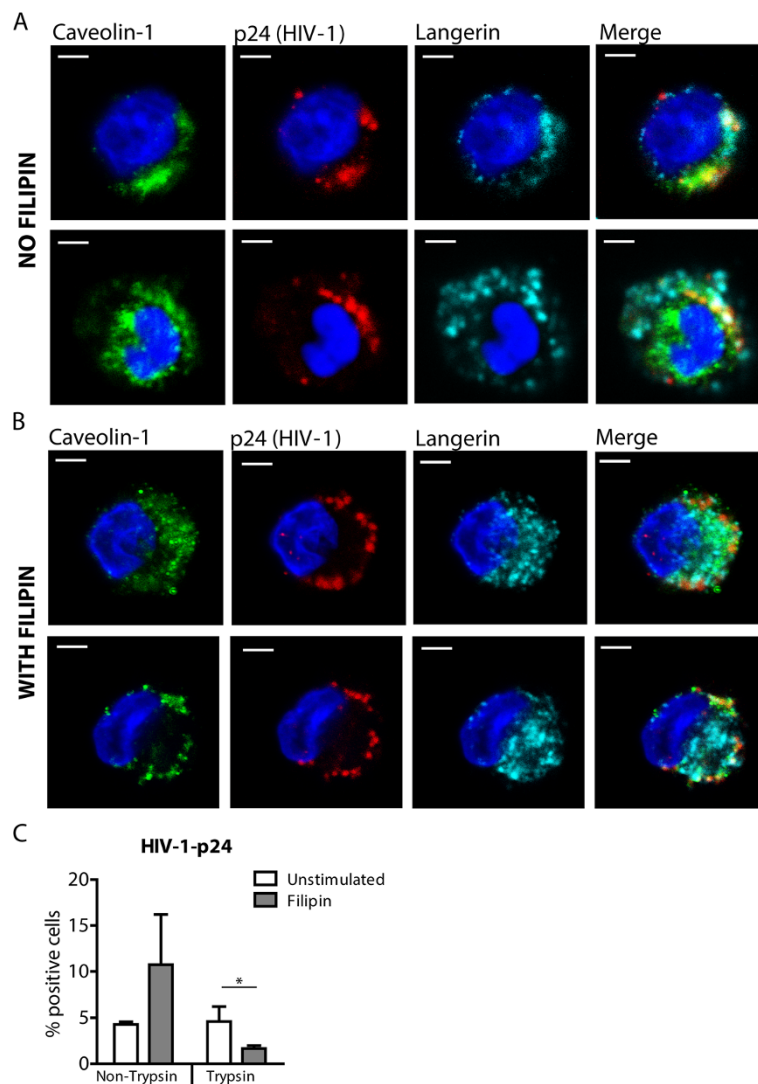 A
Caveolin-1 p24 (HIV-1) Langerin Merge
NO FILIPIN
B
Caveolin-1 p24 (HIV-1) Langerin Merge
WITH FILIPIN
C
HIV-1-p24
% positive cells
20
15
10
5
0
Unstimulated
Filipin
*
Non-Trypsin Trypsin